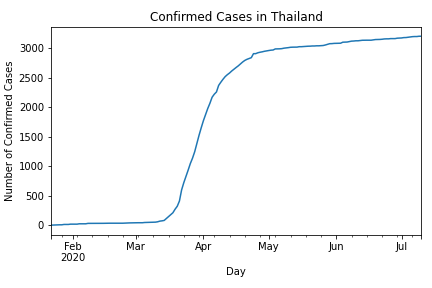 Confirmed Cases in Thailand
Number of Confirmed Cases
3000
2500
2000
1500
1000
500
0
Feb Mar Apr May Jun Jul
2020
Day